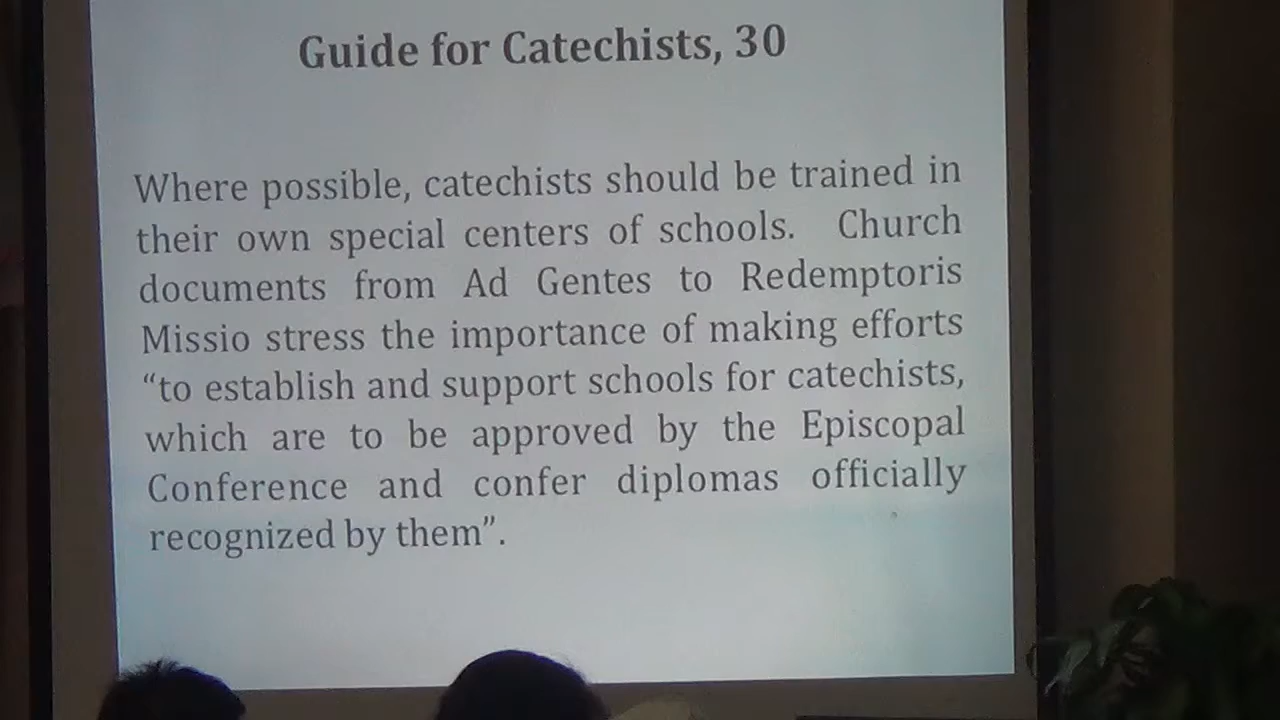 Guide for Catechists, 30
Where possible, catechists should be trained in
their own special centers of schools. Church
documents from Ad Gentes to Redemptoris
Missio stress the importance of making efforts
“to establish and support schools for catechists,
which are to be approved by the Episcopal
Conference and confer diplomas officially
recognized by them”.